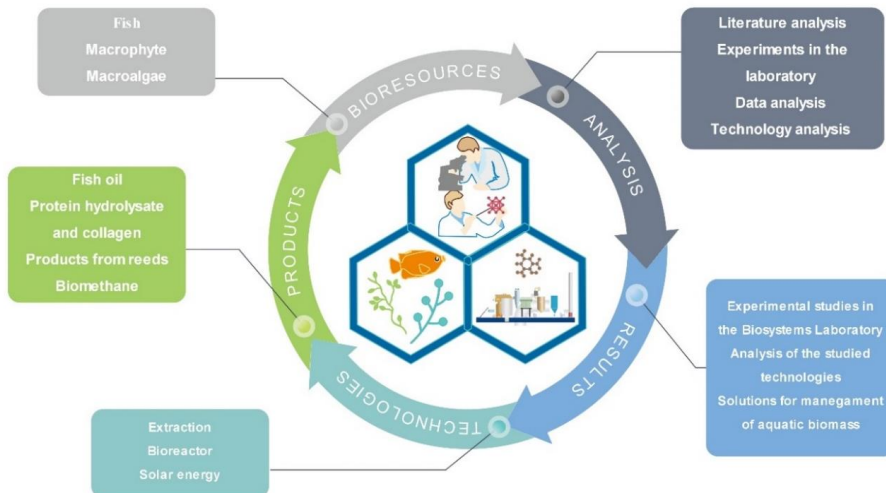 Fish
Macrophyte
Macroalgae
BIORESOURCES
Literature analysis
Experiments in the
laboratory
Data analysis
Technology analysis
ANALYSIS
Fish oil
Protein hydrolysate
and collagen
Products from reeds
Biomethane
PRODUCTS
Experimental studies in
the Biosystems Laboratory
Analysis of the studied
technologies
Solutions for manegament
of aquatic biomass
RESULTS
TECHNOLOGIES
Extraction
Bioreactor
Solar energy